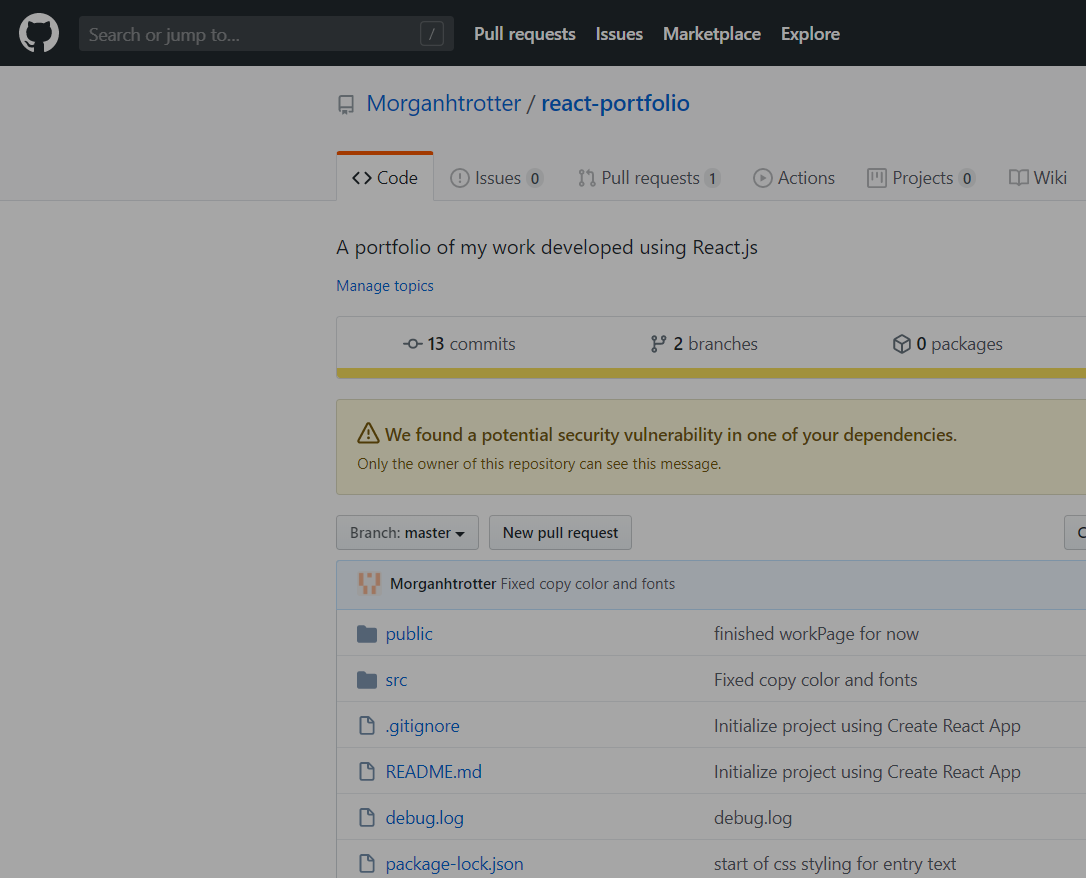 Search or jump to... / Pull requests Issues Marketplace Explore
Morganhtrotter / react-portfolio
Code Issues 0 Pull requests 1 Actions Projects 0 Wiki
A portfolio of my work developed using React.js
Manage topics
13 commits 2 branches 0 packages
We found a potential security vulnerability in one of your dependencies.
Only the owner of this repository can see this message.
Branch: master New pull request
Morganhtrotter Fixed copy color and fonts
public finished workPage for now
src Fixed copy color and fonts
.gitignore Initialize project using Create React App
README.md Initialize project using Create React App
debug.log debug.log
package-lock.json start of css styling for entry text